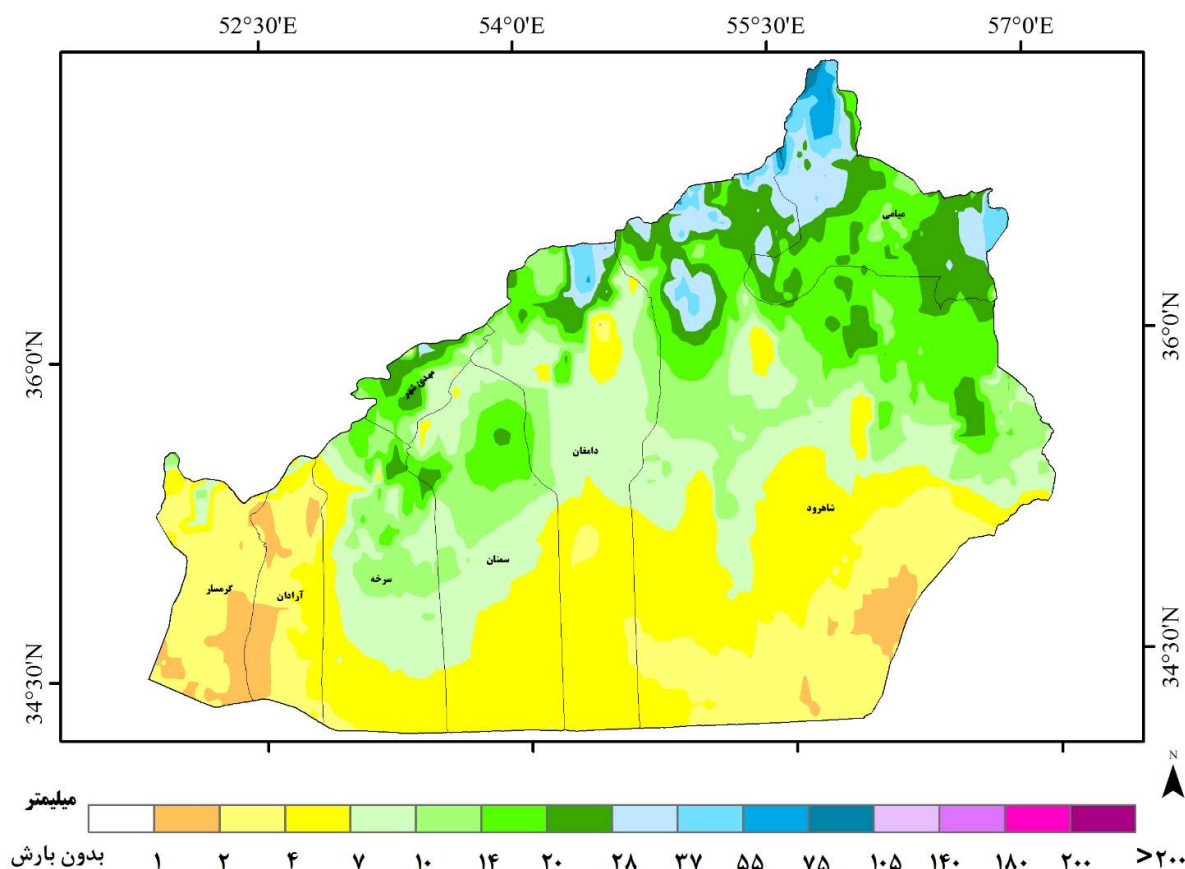 52°30'E 54°0'E 55°30'E 57°0'E
میامی
36°0'N 36°0'N
مهدی شهر
دامغان
شاهرود
سمنان
سرخه
آرادان
گرمسار
34°30'N 34°30'N
میلیمتر
بدون بارش ۱ ۲ ۴ ۷ ۱۰ ۱۴ ۲۰ ۲۸ ۳۷ ۵۵ ۷۵ ۱۰۵ ۱۴۰ ۱۸۰ ۲۰۰ >۲۰۰